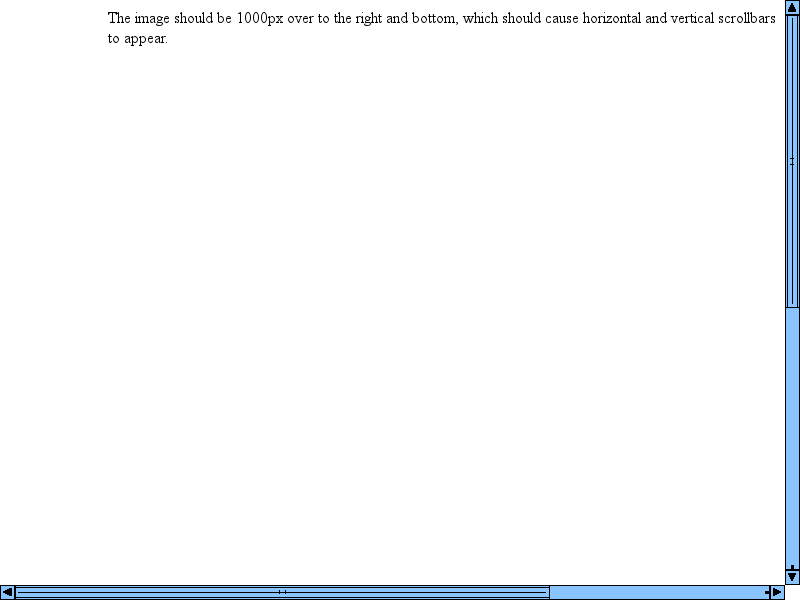 The image should be 1000px over to the right and bottom, which should cause horizontal and vertical scrollbars
to appear.